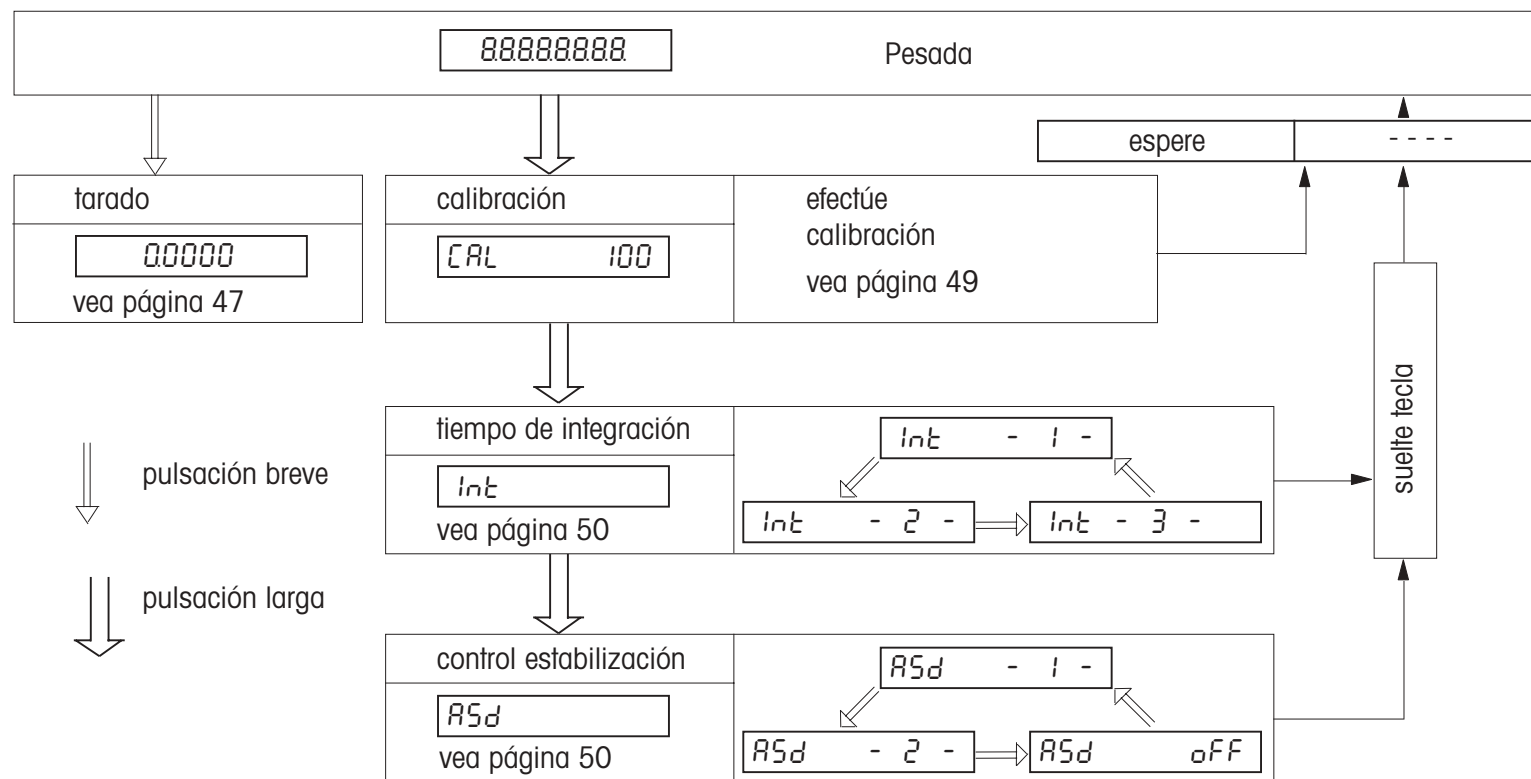 8.8.8.8.8.8.8.8.
Pesada
espere
- - - -
tarado
0.0000
vea página 47
calibración
CAL 100
efectúe
calibración
vea página 49
suelte tecla
tiempo de integración
Int
vea página 50
Int - 1 -
Int - 2 -
Int - 3 -
pulsación breve
pulsación larga
control estabilización
ASd
vea página 50
ASd - 1 -
ASd - 2 -
ASd oFF